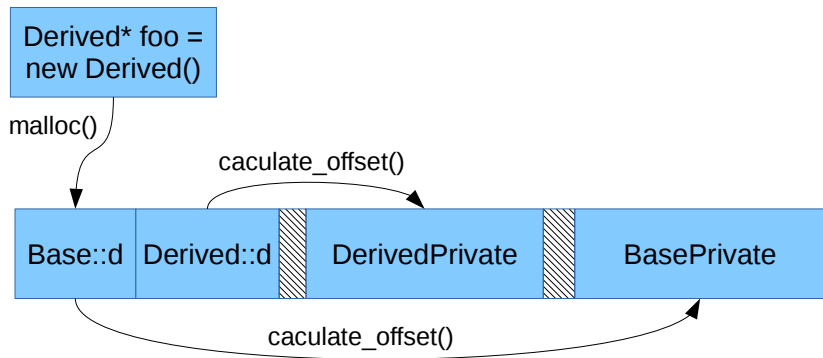 Derived* foo =
new Derived()
malloc()
caculate_offset()
Base::d
Derived::d
DerivedPrivate
BasePrivate
caculate_offset()